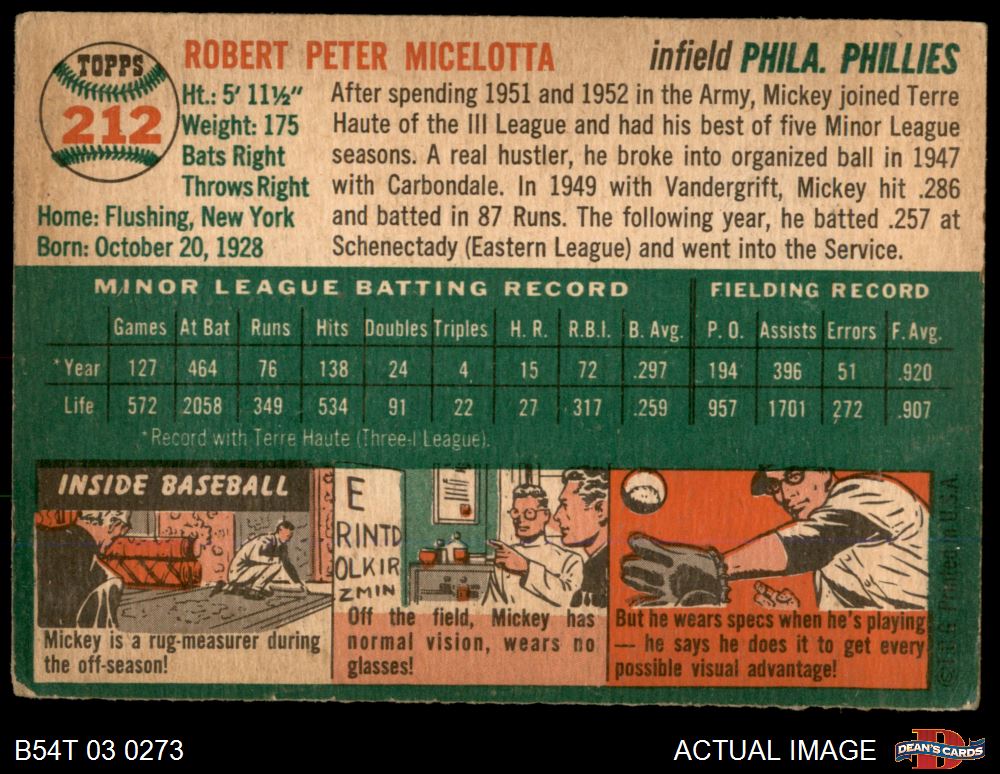 TOPPS
212
ROBERT PETER MICELOTTA
infield PHILA. PHILLIES
Ht.: 5' 11½"
Weight: 175
Bats Right
Throws Right
Home: Flushing, New York
Born: October 20, 1928
After spending 1951 and 1952 in the Army, Mickey joined Terre
Haute of the III League and had his best of five Minor League
seasons. A real hustler, he broke into organized ball in 1947
with Carbondale. In 1949 with Vandergrift, Mickey hit .286
and batted in 87 Runs. The following year, he batted .257 at
Schenectady (Eastern League) and went into the Service.
MINOR LEAGUE BATTING RECORD FIELDING RECORD
Games At Bat Runs Hits Doubles Triples H. R. R.B.I. B. Avg. P. O. Assists Errors F. Avg.
*Year 127 464 76 138 24 4 15 72 .297 194 396 51 .920
Life 572 2058 349 534 91 22 27 317 .259 957 1701 272 .907
*Record with Terre Haute (Three-I League).
INSIDE BASEBALL
Mickey is a rug-measurer during
the off-season!
E
RINTD
OLKIR
ZMIN
Off the field, Mickey has
normal vision, wears no
glasses!
But he wears specs when he's playing
— he says he does it to get every
possible visual advantage!
© T.C.G. Printed in U.S.A.
B54T 03 0273
ACTUAL IMAGE
DEAN'S CARDS